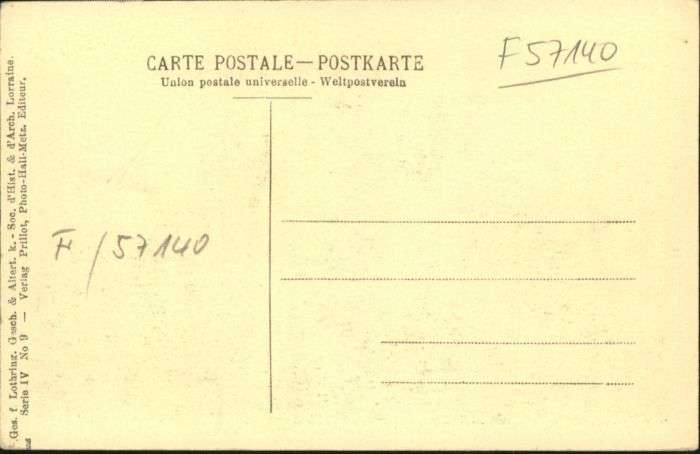 CARTE POSTALE—POSTKARTE
Union postale universelle - Weltpostverein
F 57140
F /57140
Ges. f. Lothring. Gesch. & Altert. k. - Soc. d'Hist. & d'Arch. Lorraine.
Serie IV No 9 — Verlag Prillot, Photo-Hall-Metz, Editeur.